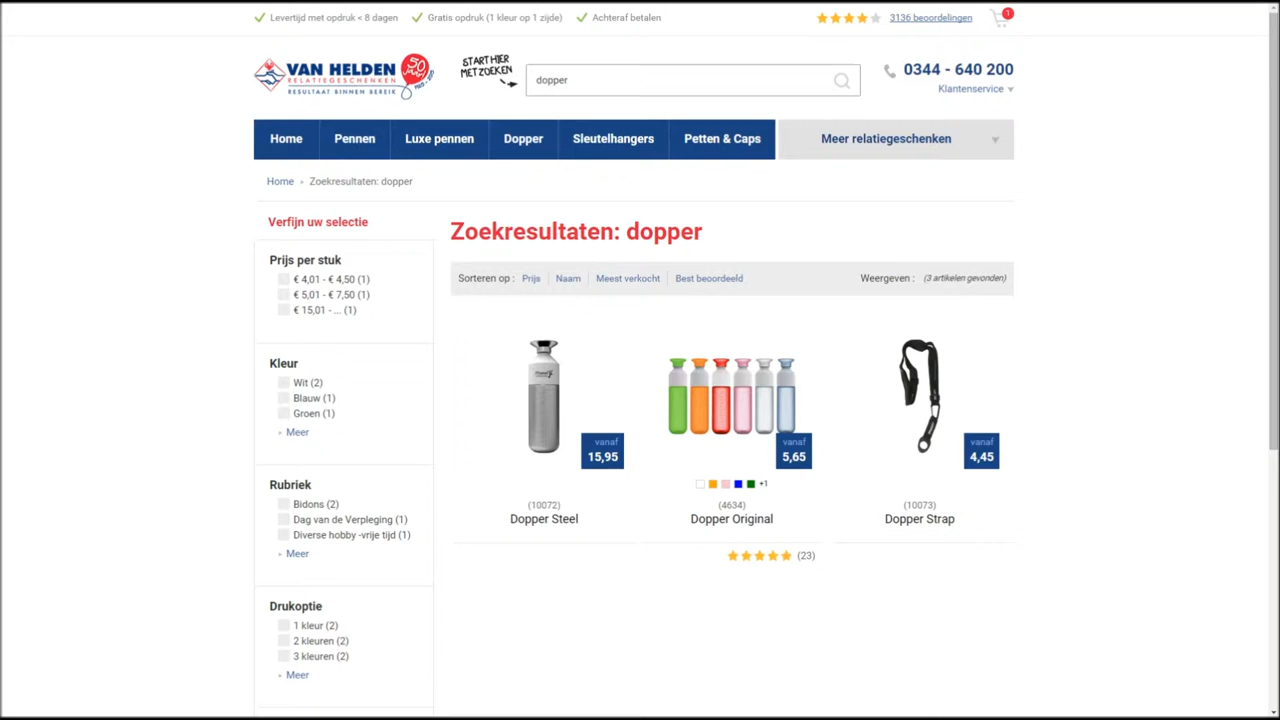 Levertijd met opdruk < 8 dagen
Gratis opdruk (1 kleur op 1 zijde)
Achteraf betalen
3136 beoordelingen
1
VAN HELDEN
RELATIEGESCHENKEN
RESULTAAT BINNEN BEREIK
50
JAAR
START HIER
MET ZOEKEN
dopper
0344 - 640 200
Klantenservice
Home
Pennen
Luxe pennen
Dopper
Sleutelhangers
Petten & Caps
Meer relatiegeschenken
Home
Zoekresultaten: dopper
Verfijn uw selectie
Prijs per stuk
€ 4,01 - € 4,50 (1)
€ 5,01 - € 7,50 (1)
€ 15,01 - ... (1)
Kleur
Wit (2)
Blauw (1)
Groen (1)
Meer
Rubriek
Bidons (2)
Dag van de Verpleging (1)
Diverse hobby -vrije tijd (1)
Meer
Drukoptie
1 kleur (2)
2 kleuren (2)
3 kleuren (2)
Meer
Zoekresultaten: dopper
Sorteren op :
Prijs
Naam
Meest verkocht
Best beoordeeld
Weergeven :
(3 artikelen gevonden)
vanaf
15,95
(10072)
Dopper Steel
vanaf
5,65
+1
(4634)
Dopper Original
(23)
vanaf
4,45
(10073)
Dopper Strap